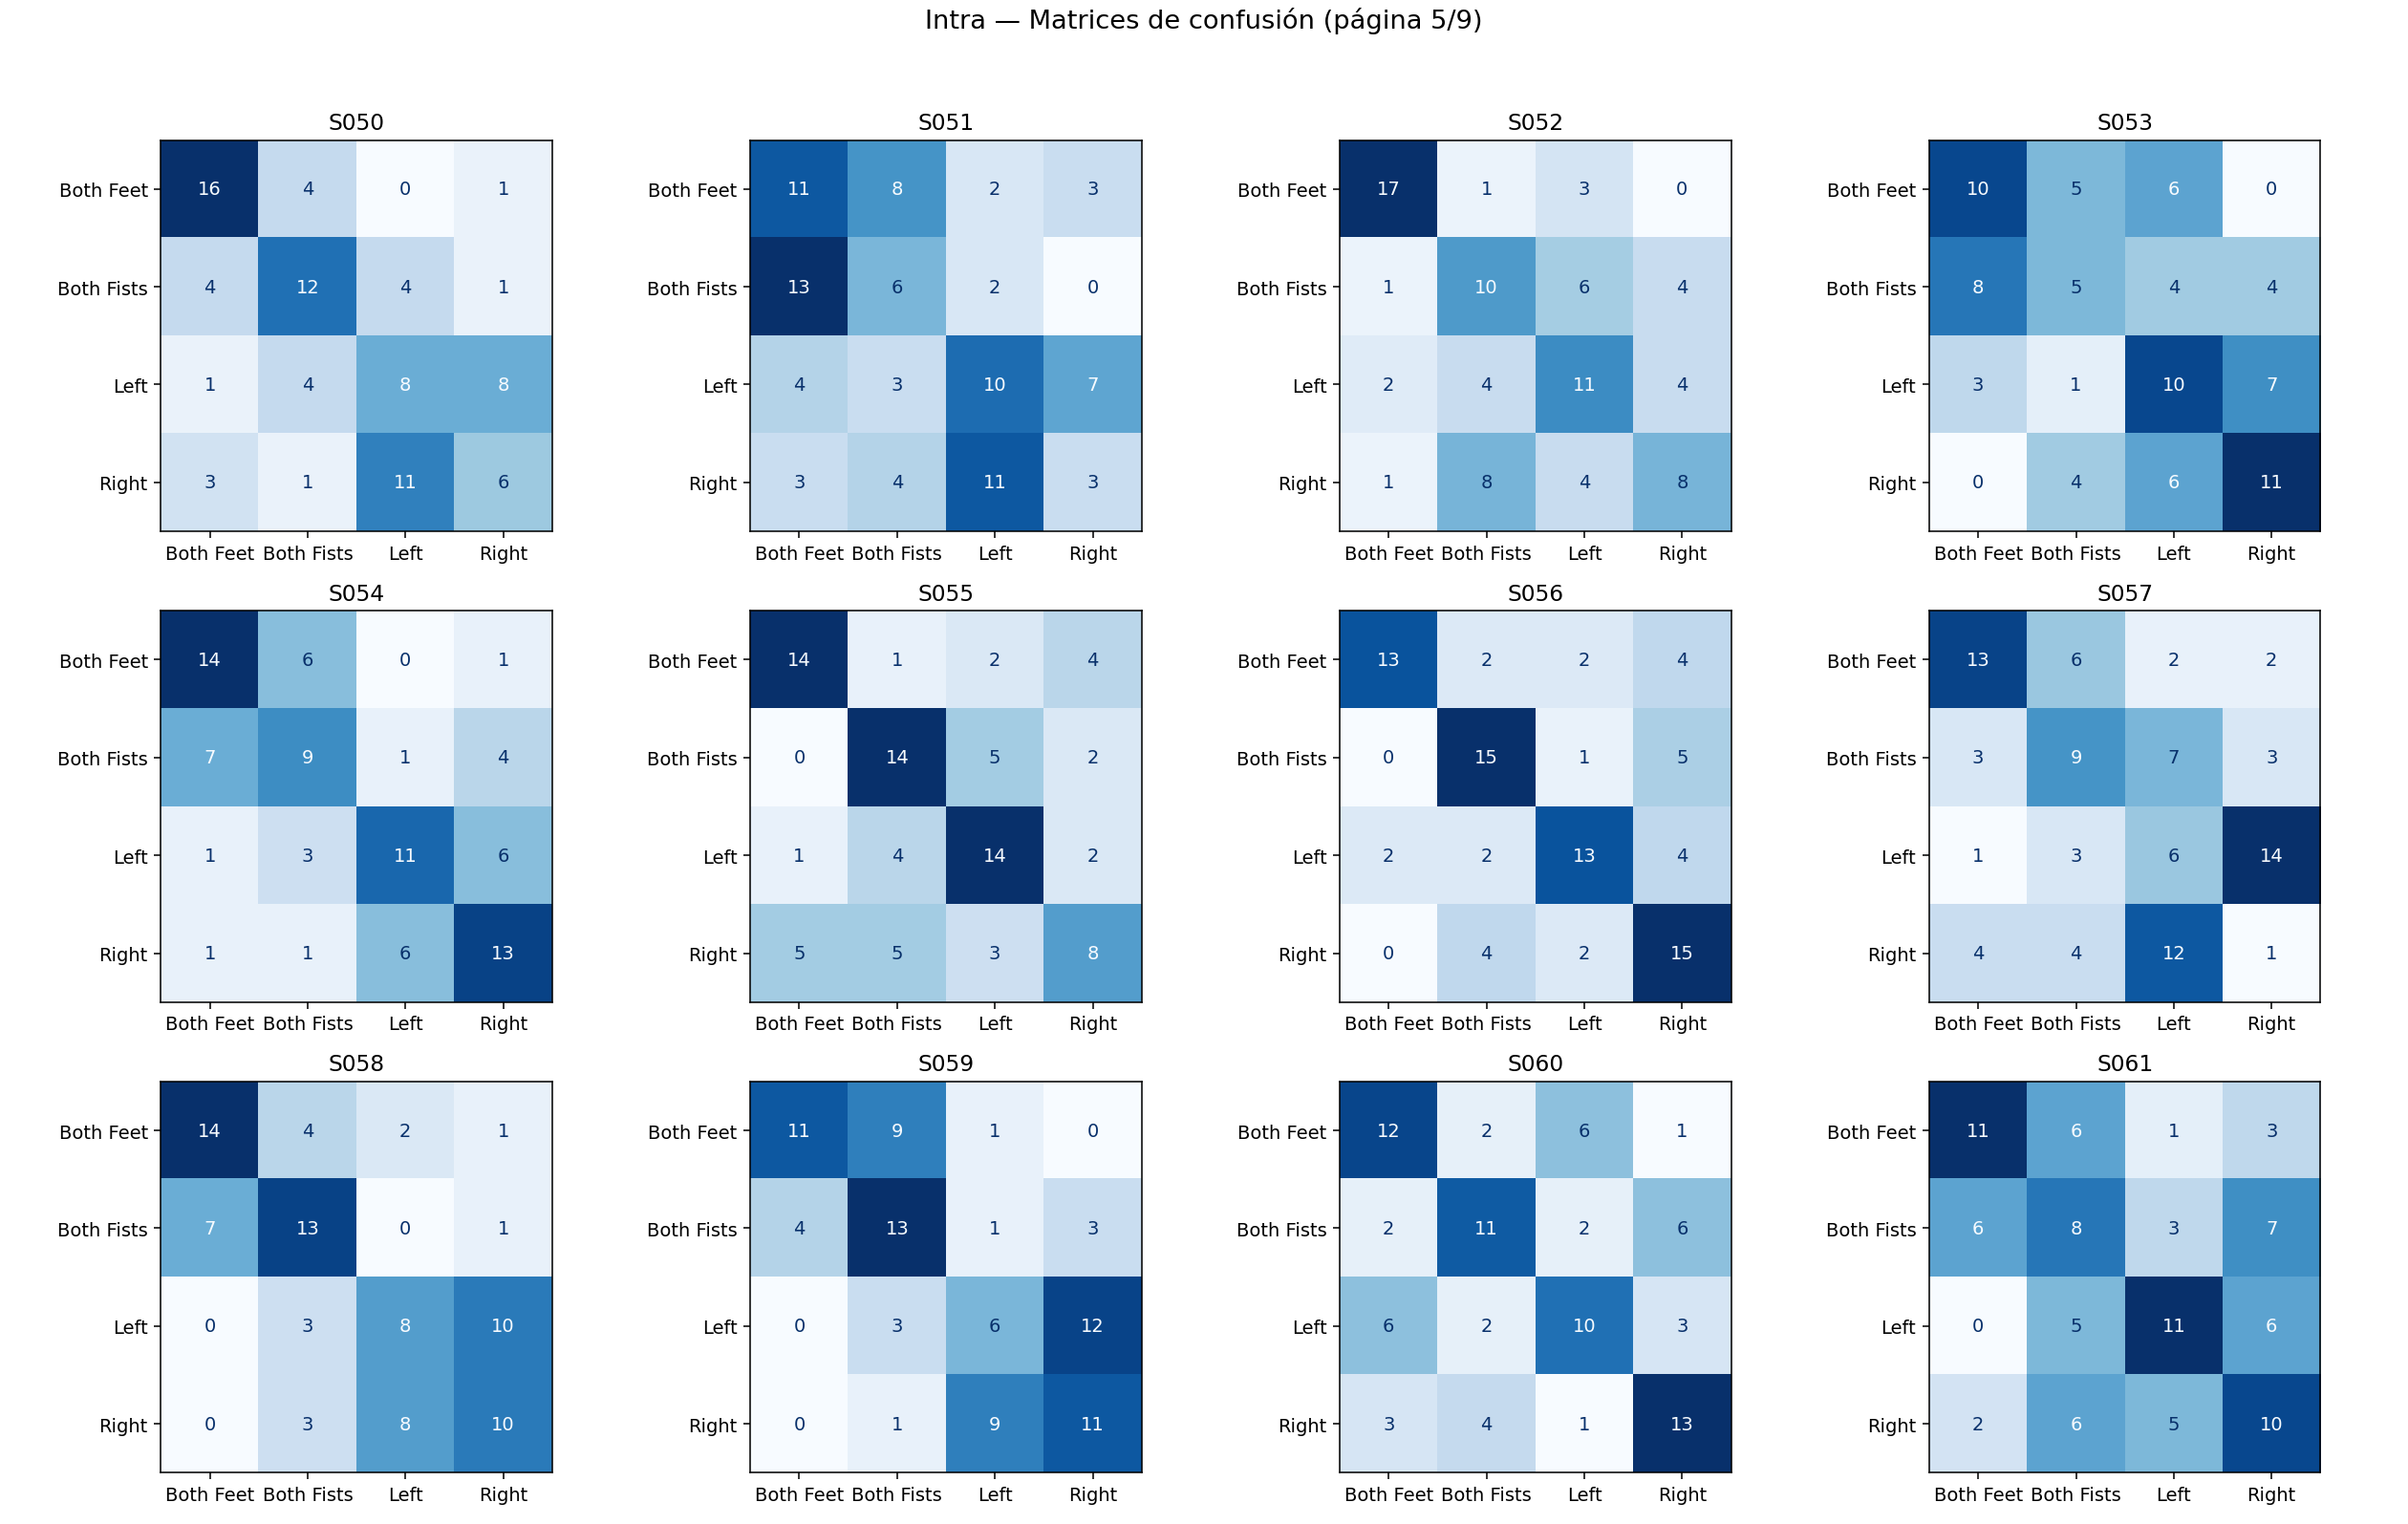 Intra — Matrices de confusión (página 5/9)
S050 S051 S052 S053
Both Feet 16 4 0 1 Both Feet 11 8 2 3 Both Feet 17 1 3 0 Both Feet 10 5 6 0
Both Fists 4 12 4 1 Both Fists 13 6 2 0 Both Fists 1 10 6 4 Both Fists 8 5 4 4
Left 1 4 8 8 Left 4 3 10 7 Left 2 4 11 4 Left 3 1 10 7
Right 3 1 11 6 Right 3 4 11 3 Right 1 8 4 8 Right 0 4 6 11
Both Feet Both Fists Left Right Both Feet Both Fists Left Right Both Feet Both Fists Left Right Both Feet Both Fists Left Right
S054 S055 S056 S057
Both Feet 14 6 0 1 Both Feet 14 1 2 4 Both Feet 13 2 2 4 Both Feet 13 6 2 2
Both Fists 7 9 1 4 Both Fists 0 14 5 2 Both Fists 0 15 1 5 Both Fists 3 9 7 3
Left 1 3 11 6 Left 1 4 14 2 Left 2 2 13 4 Left 1 3 6 14
Right 1 1 6 13 Right 5 5 3 8 Right 0 4 2 15 Right 4 4 12 1
Both Feet Both Fists Left Right Both Feet Both Fists Left Right Both Feet Both Fists Left Right Both Feet Both Fists Left Right
S058 S059 S060 S061
Both Feet 14 4 2 1 Both Feet 11 9 1 0 Both Feet 12 2 6 1 Both Feet 11 6 1 3
Both Fists 7 13 0 1 Both Fists 4 13 1 3 Both Fists 2 11 2 6 Both Fists 6 8 3 7
Left 0 3 8 10 Left 0 3 6 12 Left 6 2 10 3 Left 0 5 11 6
Right 0 3 8 10 Right 0 1 9 11 Right 3 4 1 13 Right 2 6 5 10
Both Feet Both Fists Left Right Both Feet Both Fists Left Right Both Feet Both Fists Left Right Both Feet Both Fists Left Right